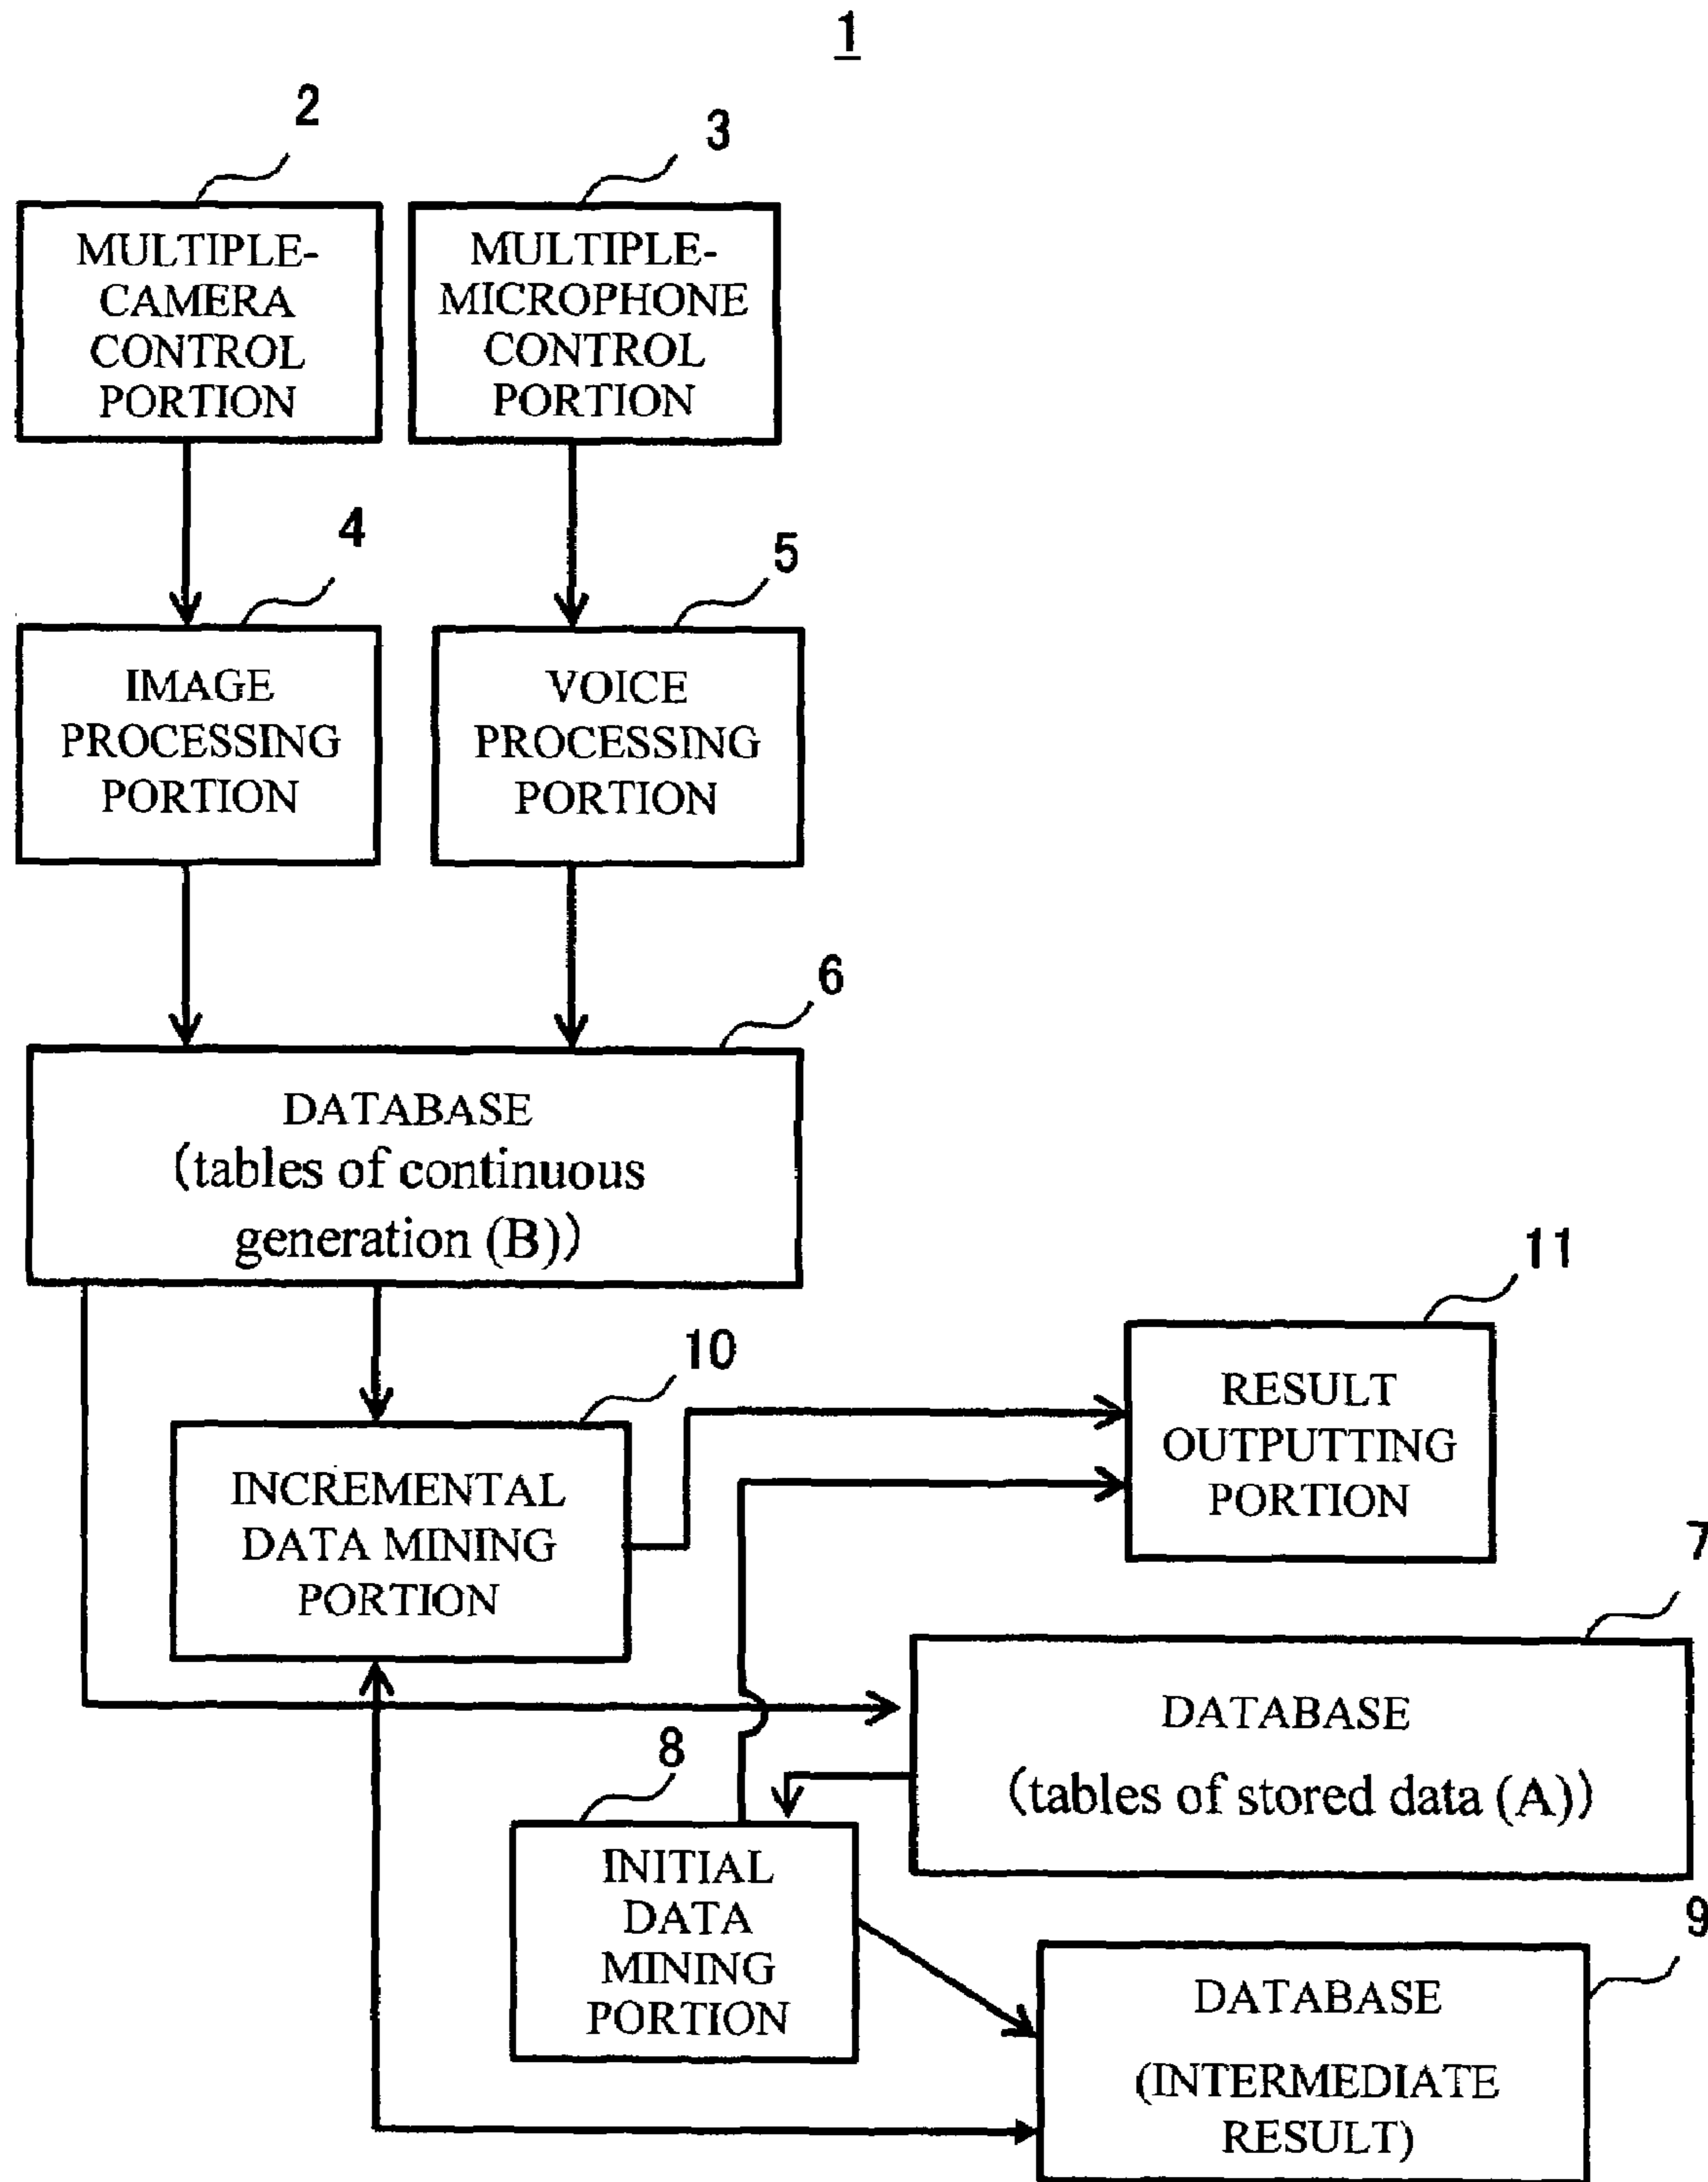 1
2
3
MULTIPLE-
CAMERA
CONTROL
PORTION
MULTIPLE-
MICROPHONE
CONTROL
PORTION
4
5
IMAGE
PROCESSING
PORTION
VOICE
PROCESSING
PORTION
6
DATABASE
(tables of continuous
generation (B))
11
10
RESULT
OUTPUTTING
PORTION
INCREMENTAL
DATA MINING
PORTION
7
DATABASE
(tables of stored data (A))
8
INITIAL
DATA
MINING
PORTION
9
DATABASE
(INTERMEDIATE
RESULT)